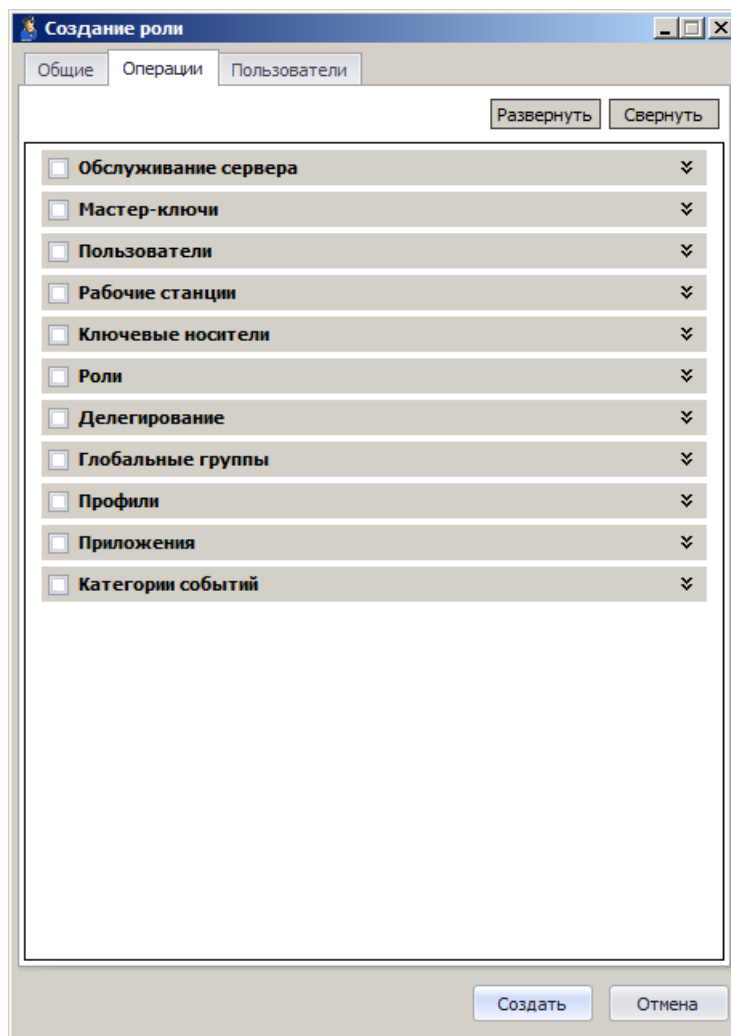 Создание роли
Общие Операции Пользователи
Развернуть Свернуть
Обслуживание сервера
Мастер-ключи
Пользователи
Рабочие станции
Ключевые носители
Роли
Делегирование
Глобальные группы
Профили
Приложения
Категории событий
Создать Отмена